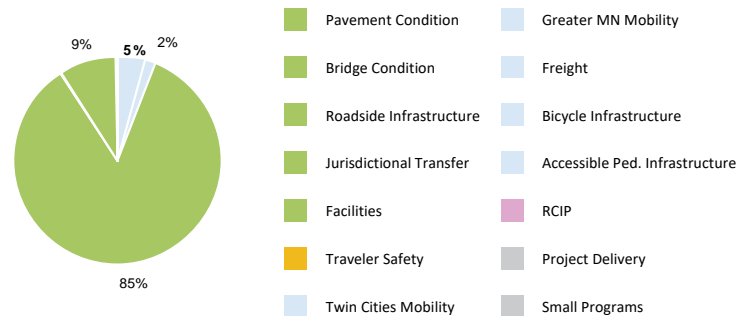 9%
5%
2%
85%
Pavement Condition
Bridge Condition
Roadside Infrastructure
Jurisdictional Transfer
Facilities
Traveler Safety
Twin Cities Mobility
Greater MN Mobility
Freight
Bicycle Infrastructure
Accessible Ped. Infrastructure
RCIP
Project Delivery
Small Programs